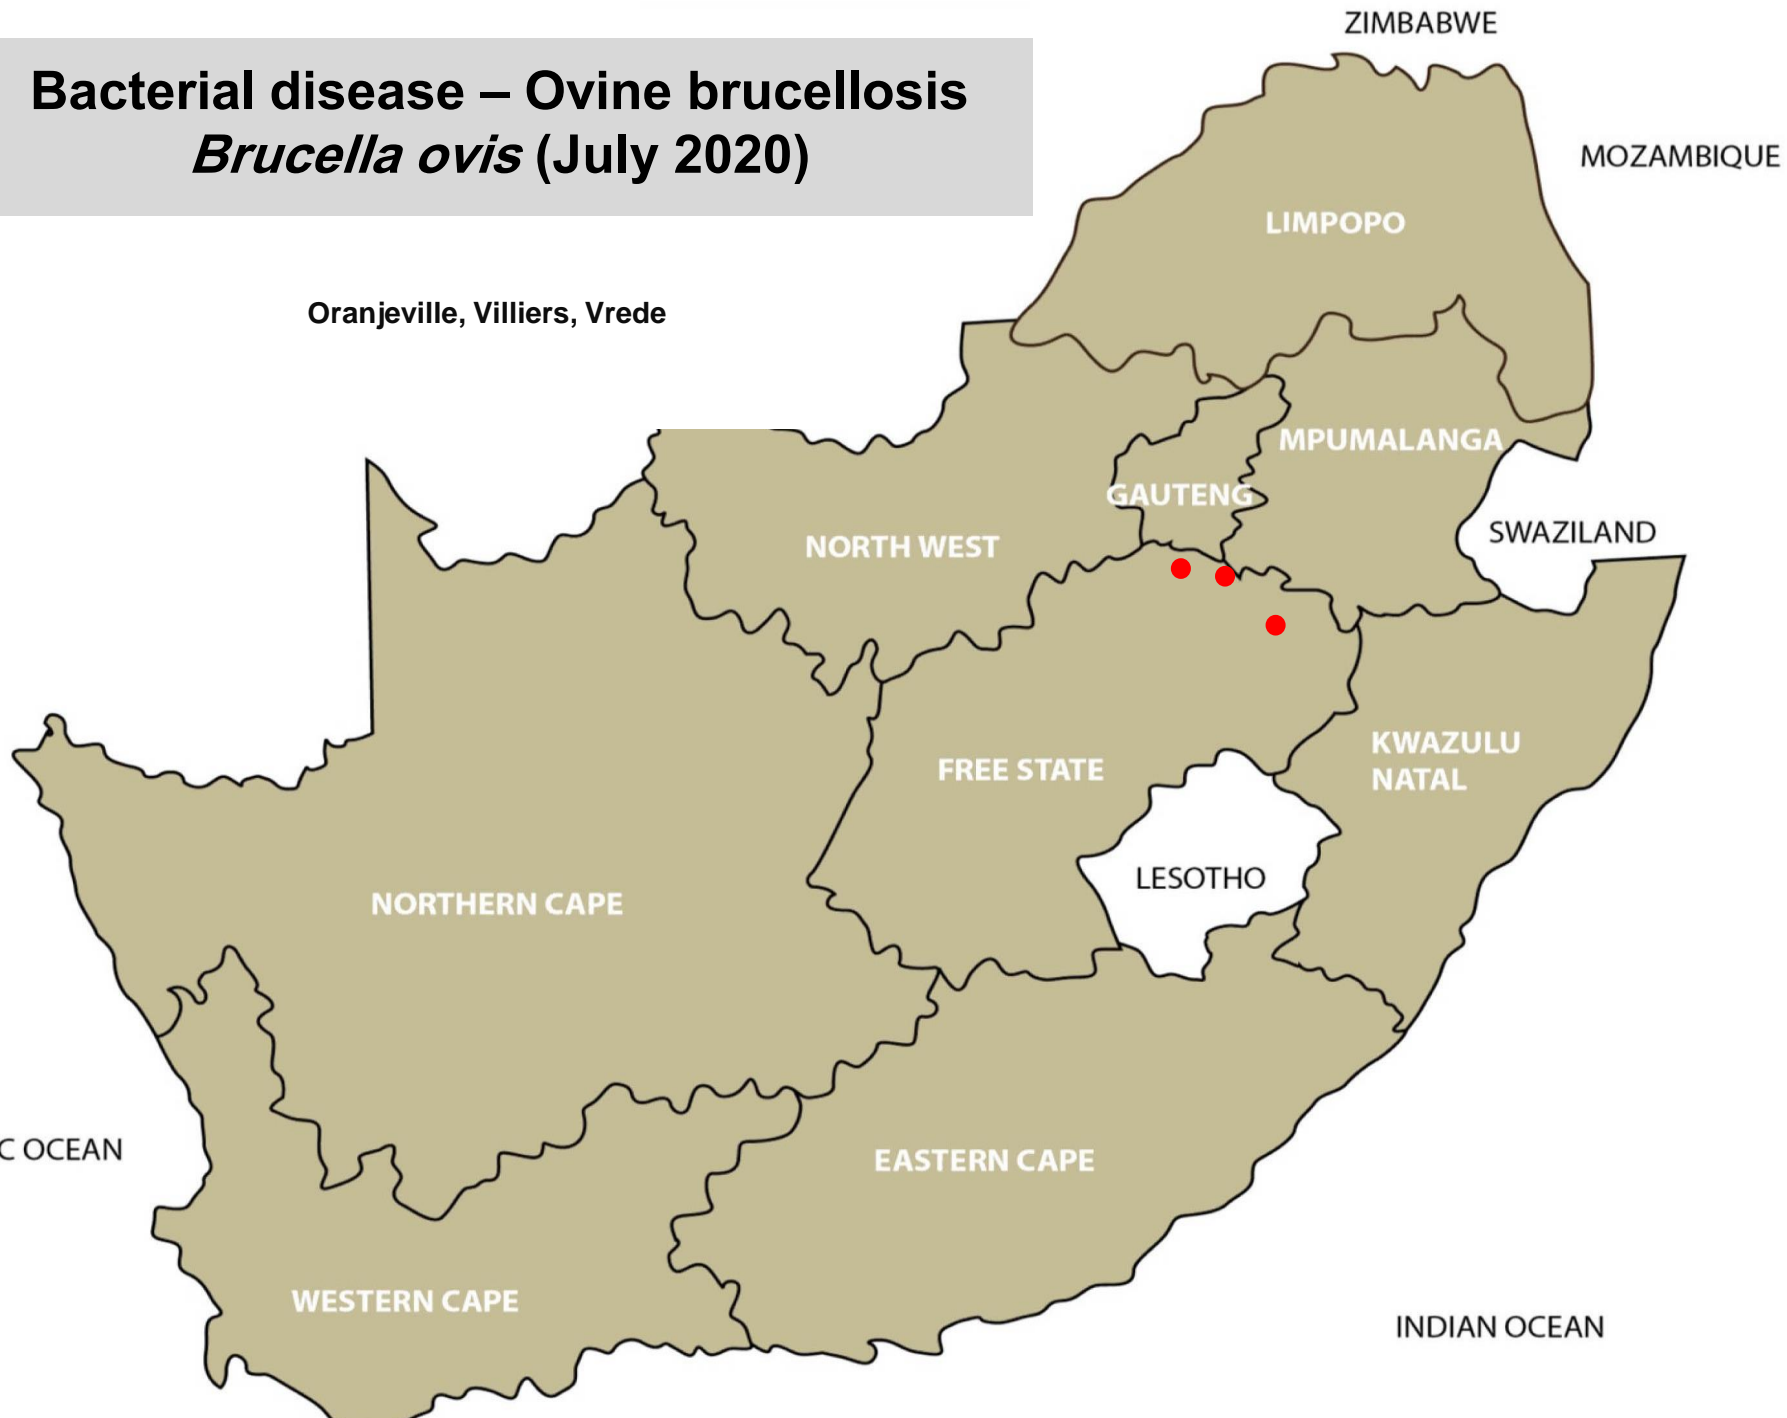 ZIMBABWE
Bacterial disease – Ovine brucellosis
Brucella ovis (July 2020)
MOZAMBIQUE
LIMPOPO
Oranjeville, Villiers, Vrede
MPUMALANGA
GAUTENG
SWAZILAND
NORTH WEST
KWAZULU
NATAL
FREE STATE
LESOTHO
NORTHERN CAPE
C OCEAN
EASTERN CAPE
WESTERN CAPE
INDIAN OCEAN